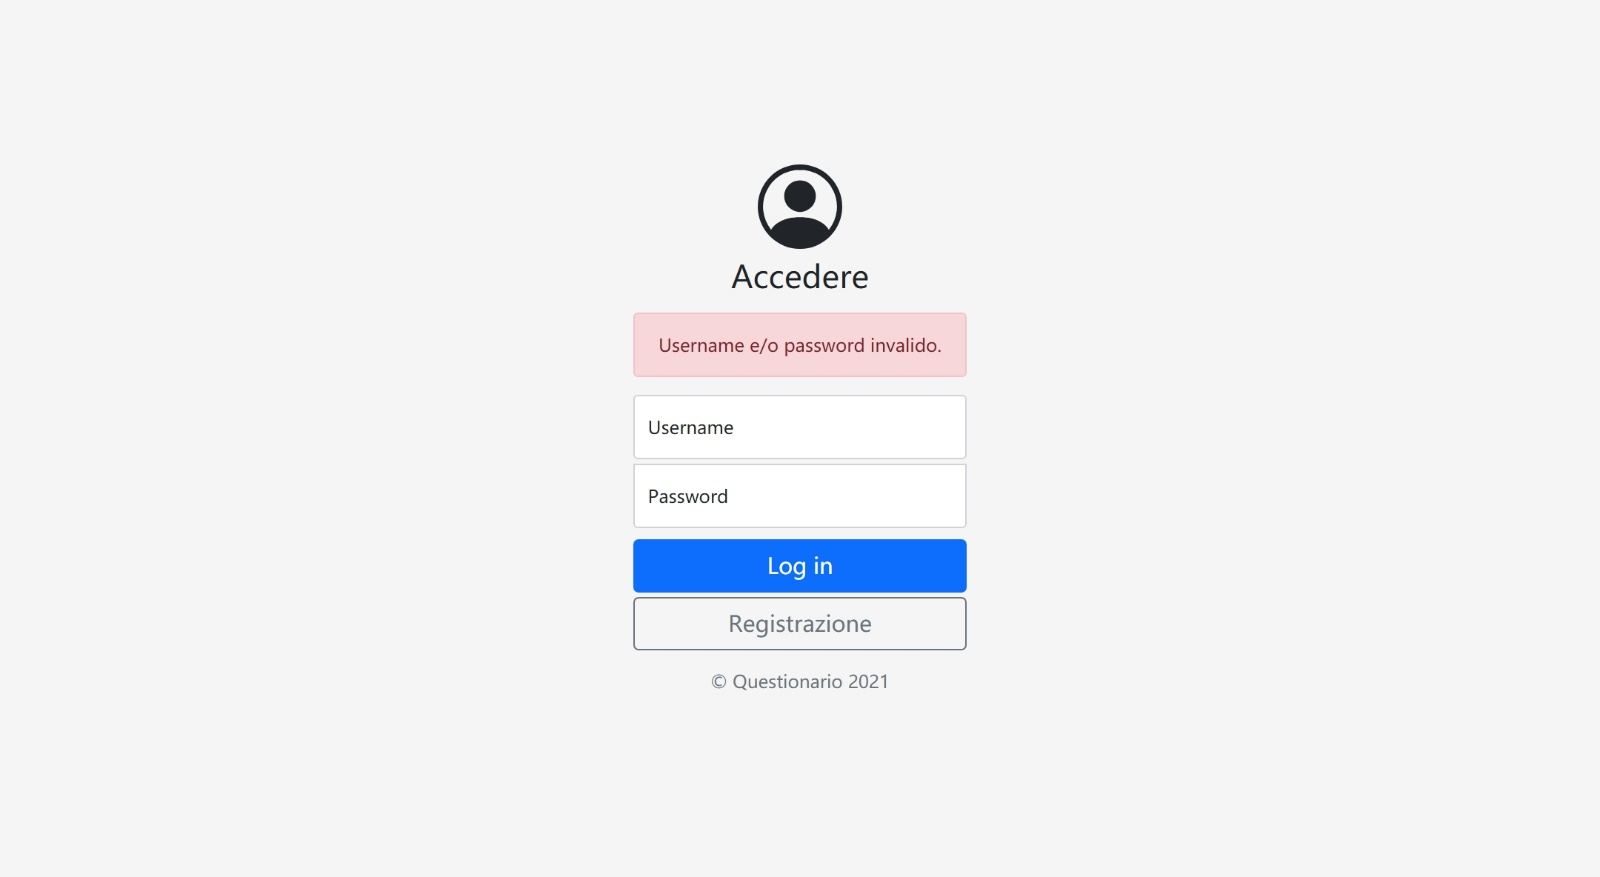 Accedere
Username e/o password invalido.
Username
Password
Log in
Registrazione
© Questionario 2021